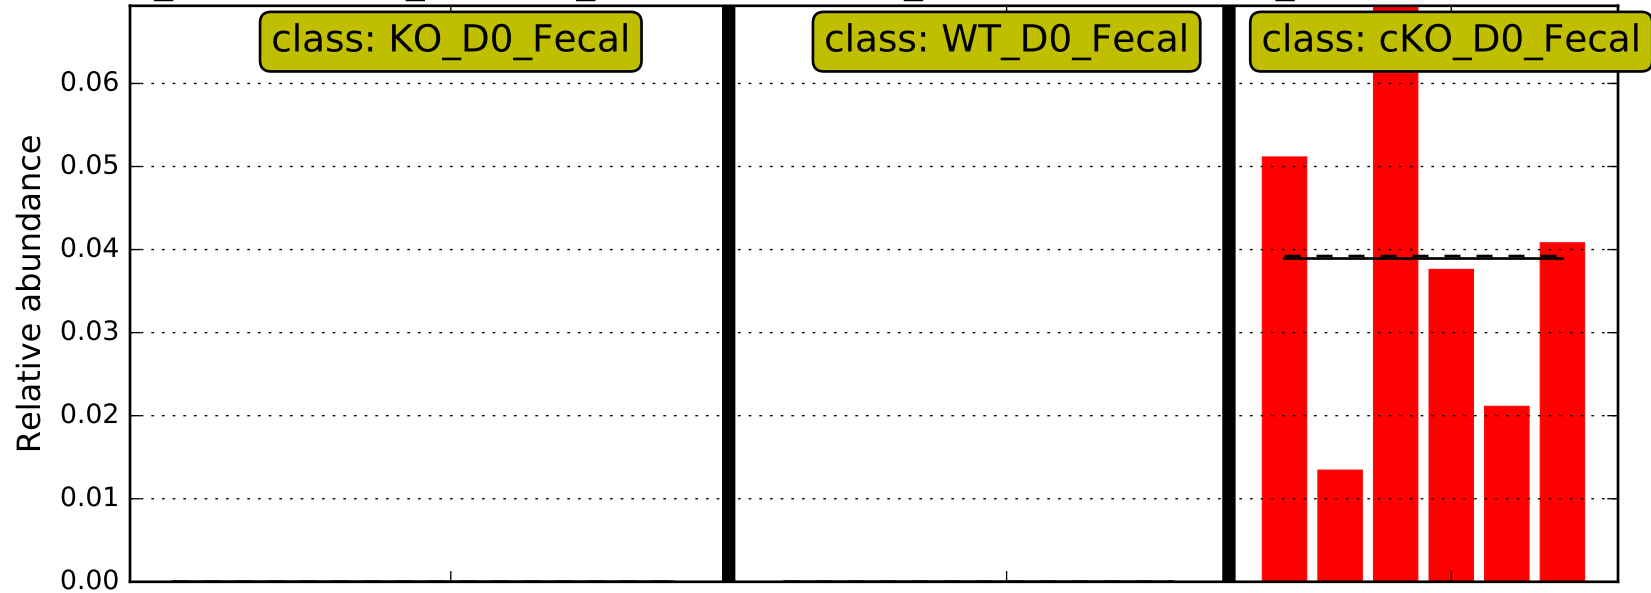 class: KO_D0_Fecal
class: WT_D0_Fecal
class: cKO_D0_Fecal
Relative abundance
0.06
0.05
0.04
0.03
0.02
0.01
0.00